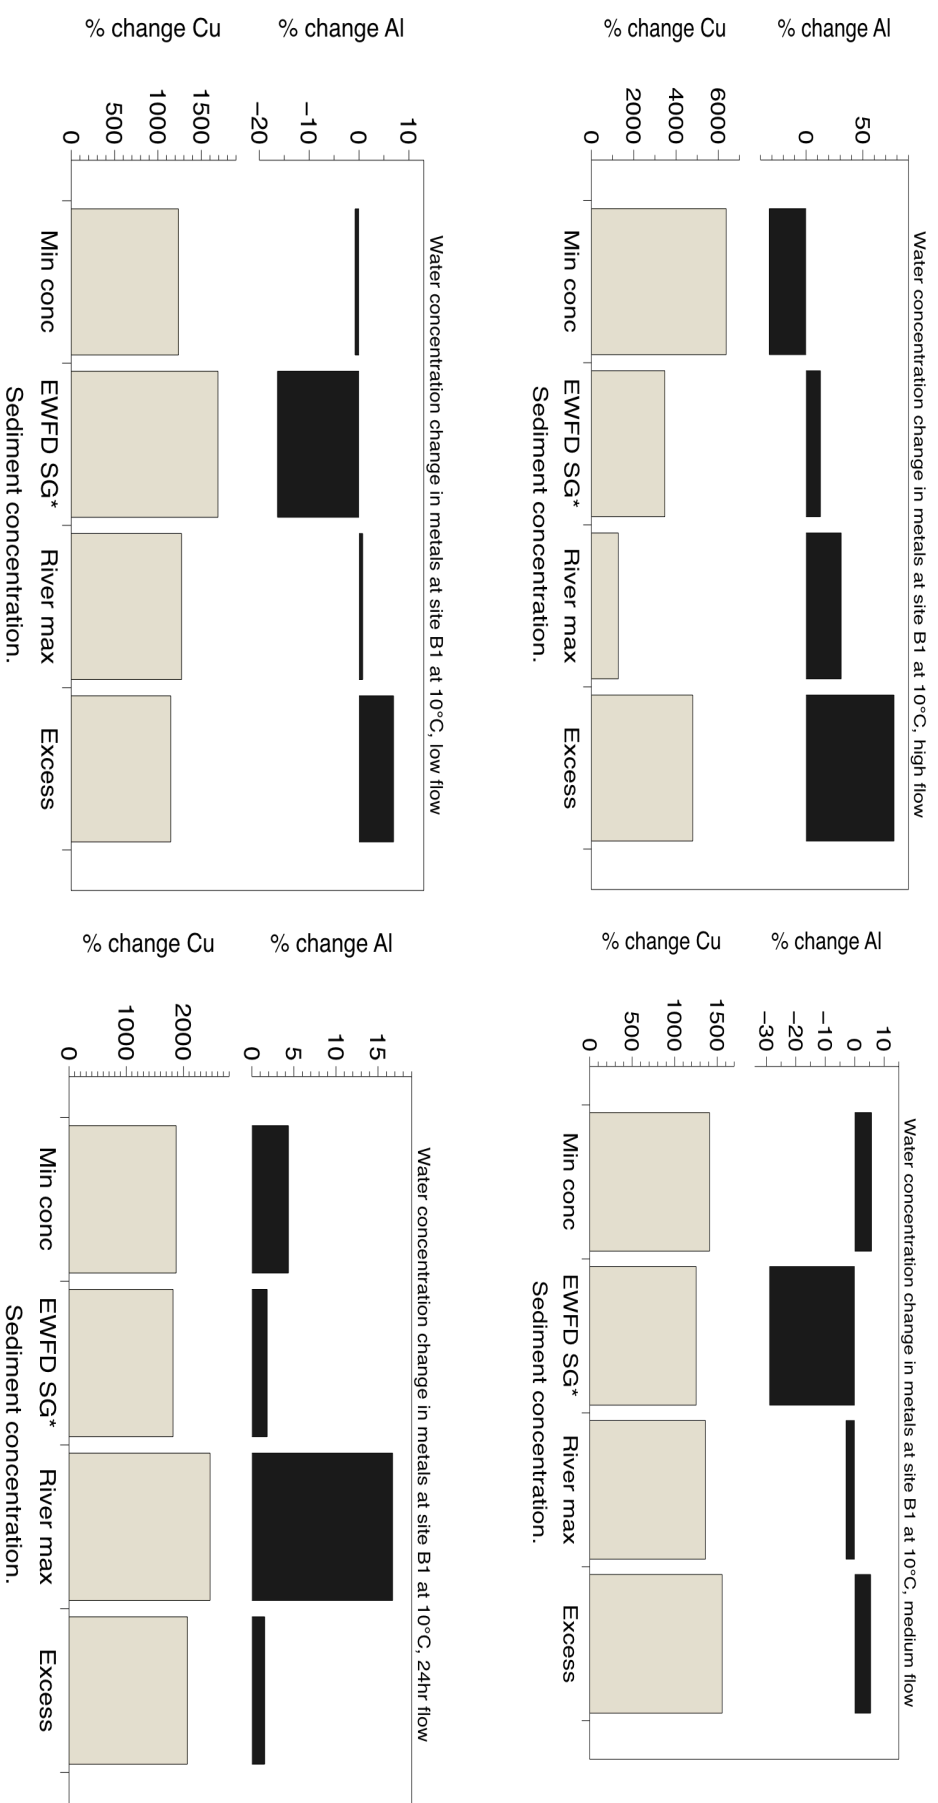 Water concentration change in metals at site B1 at 10°C, high flow
% change Al
50
0
% change Cu
6000
4000
2000
0
Min conc
EWFD SG*
River max
Excess
Sediment concentration.
Water concentration change in metals at site B1 at 10°C, medium flow
% change Al
10
0
−10
−20
−30
% change Cu
1500
1000
500
0
Min conc
EWFD SG*
River max
Excess
Sediment concentration.
Water concentration change in metals at site B1 at 10°C, low flow
% change Al
10
0
−10
−20
% change Cu
1500
1000
500
0
Min conc
EWFD SG*
River max
Excess
Sediment concentration.
Water concentration change in metals at site B1 at 10°C, 24hr flow
% change Al
15
10
5
0
% change Cu
2000
1000
0
Min conc
EWFD SG*
River max
Excess
Sediment concentration.